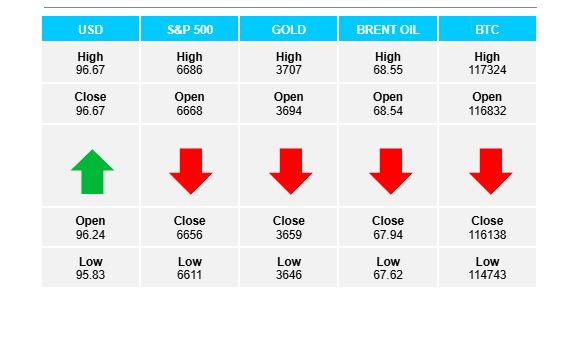 USD S&P 500 GOLD BRENT OIL BTC
High High High High High
96.67 6686 3707 68.55 117324
Close Open Open Open Open
96.67 6668 3694 68.54 116832
Open Close Close Close Close
96.24 6656 3659 67.94 116138
Low Low Low Low Low
95.83 6611 3646 67.62 114743